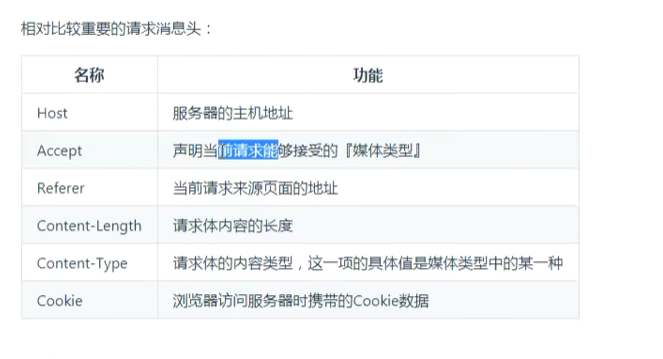 相对比较重要的请求消息头：
名称 功能
Host 服务器的主机地址
Accept 声明当前请求能够接受的『媒体类型』
Referer 当前请求来源页面的地址
Content-Length 请求体内容的长度
Content-Type 请求体的内容类型，这一项的具体值是媒体类型中的某一种
Cookie 浏览器访问服务器时携带的Cookie数据